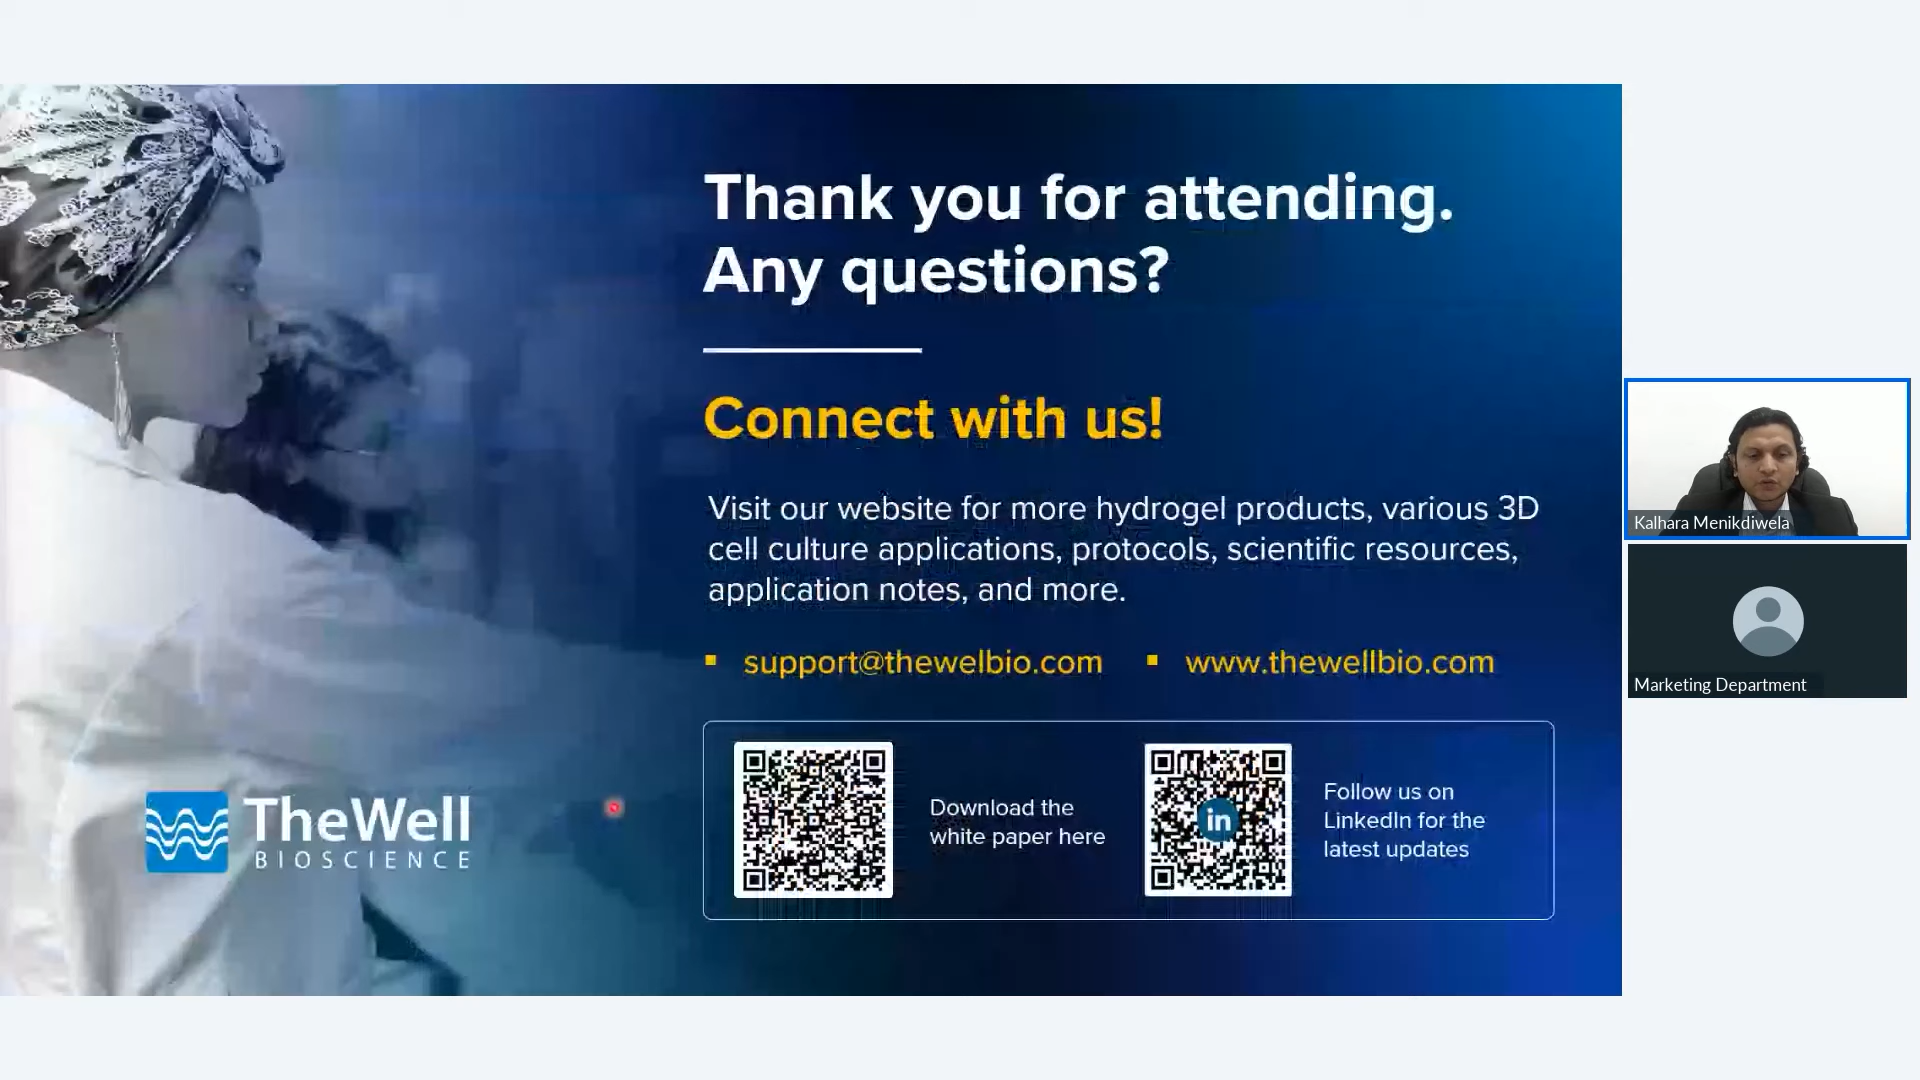 Thank you for attending.
Any questions?
Connect with us!
Visit our website for more hydrogel products, various 3D
cell culture applications, protocols, scientific resources,
application notes, and more.
support@thewelbio.com
www.thewellbio.com
Download the
white paper here
in
Follow us on
LinkedIn for the
latest updates
TheWell
BIOSCIENCE
Kalhara Menikdiwela
Marketing Department